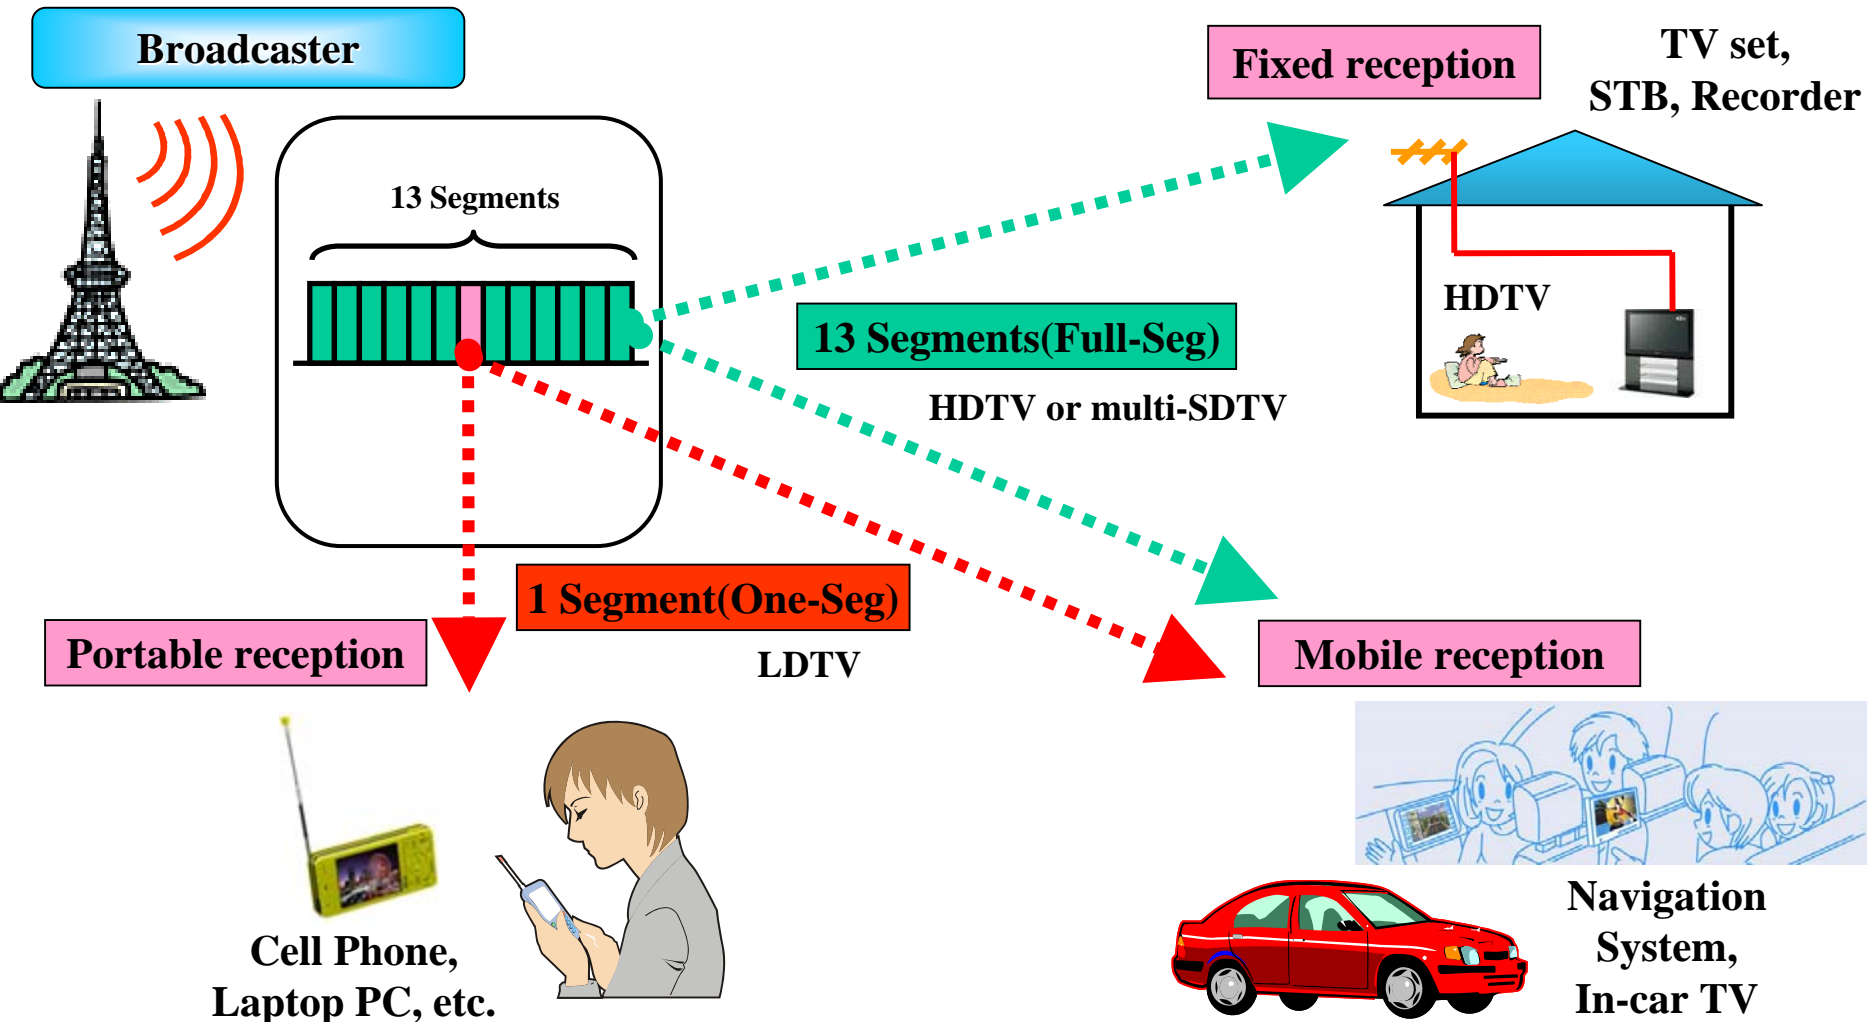 Broadcaster
Fixed reception
TV set,
STB, Recorder
13 Segments
HDTV
13 Segments(Full-Seg)
HDTV or multi-SDTV
1 Segment(One-Seg)
LDTV
Portable reception
Mobile reception
Cell Phone,
Laptop PC, etc.
Navigation
System,
In-car TV